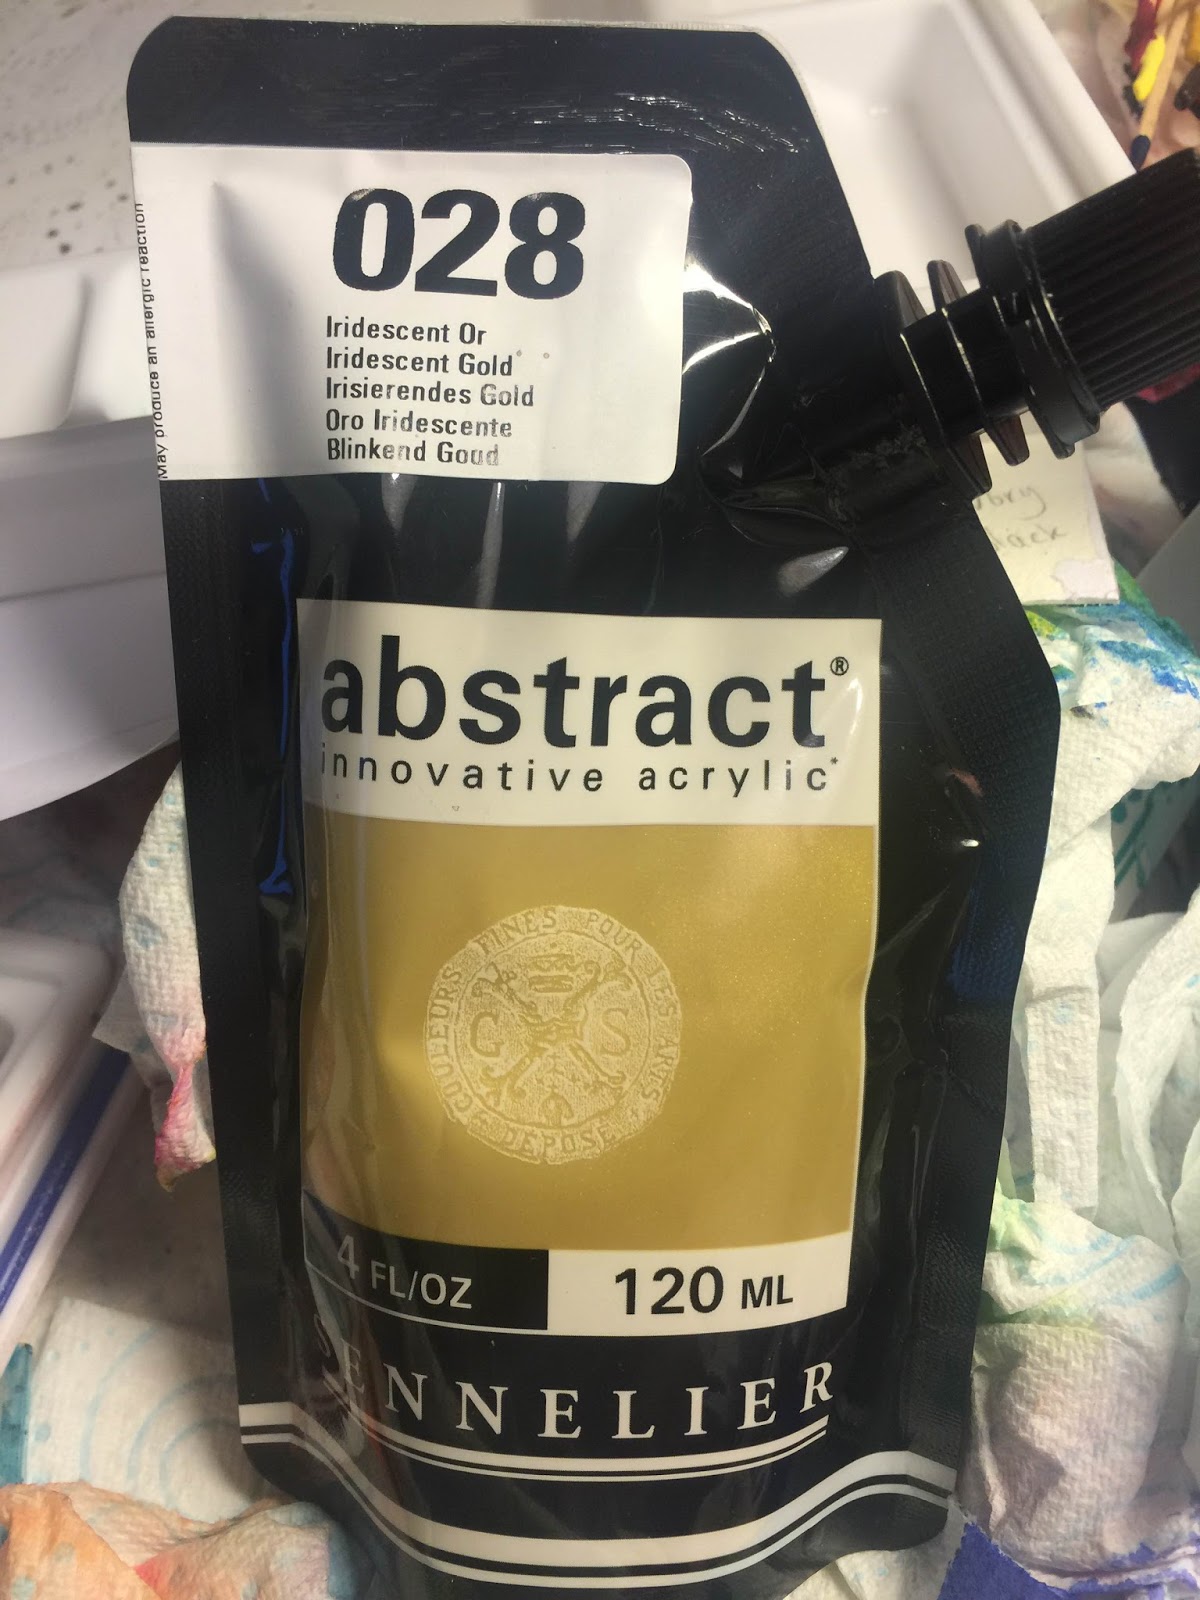 028
Iridescent Or
Iridescent Gold
Irisierendes Gold
Oro Iridescente
Blinkend Goud
May produce an allergic reaction
abstract®
innovative acrylic*
COULEURS FINES POUR LES ARTS
G S
DEPOSÉ
4 FL/OZ
120 ML
SENNELIER